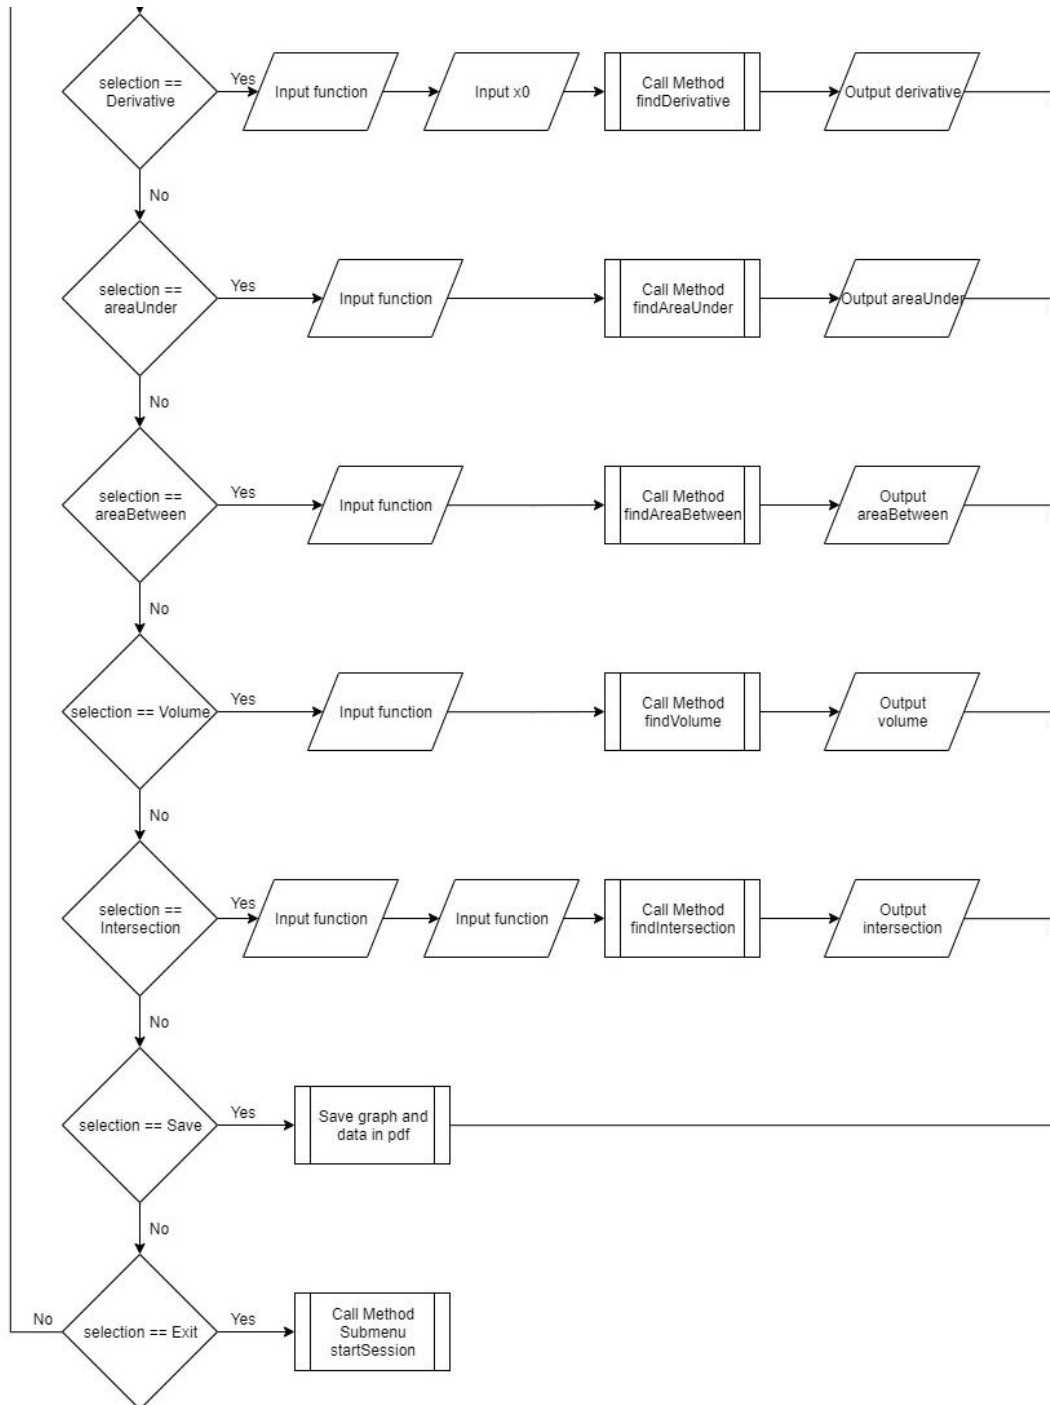 selection ==
Derivative
Yes
Input function
Input x0
Call Method
findDerivative
Output derivative
No
selection ==
areaUnder
Yes
Input function
Call Method
findAreaUnder
Output areaUnder
No
selection ==
areaBetween
Yes
Input function
Call Method
findAreaBetween
Output
areaBetween
No
selection == Volume
Yes
Input function
Call Method
findVolume
Output
volume
No
selection ==
Intersection
Yes
Input function
Input function
Call Method
findIntersection
Output
intersection
No
selection == Save
Yes
Save graph and
data in pdf
No
No
selection == Exit
Yes
Call Method
Submenu
startSession